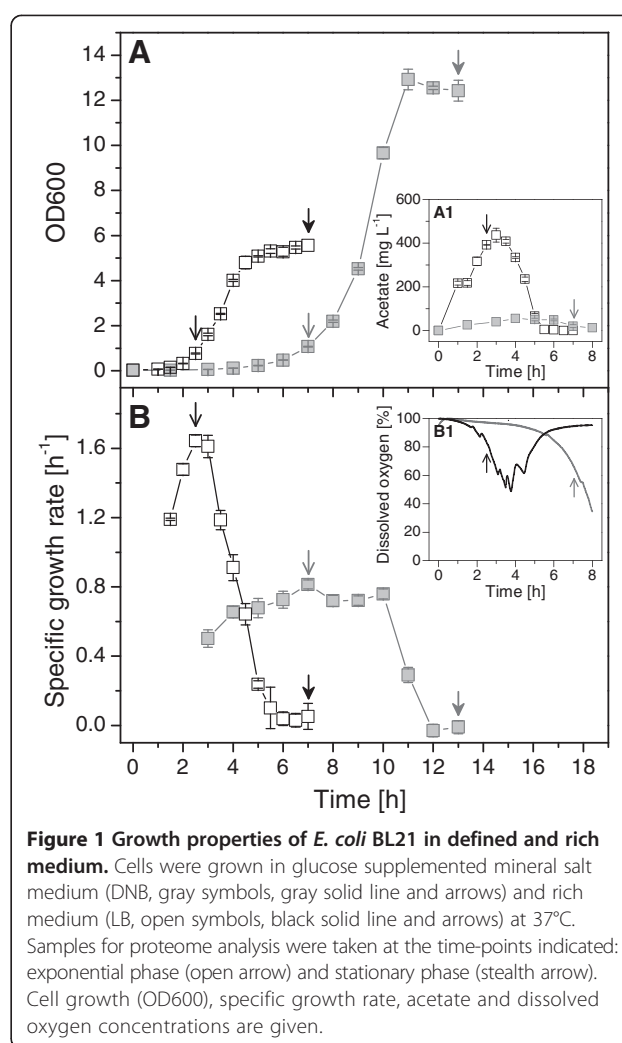 A
14
12
10
8
6
4
2
0
OD600
A1
600
400
200
0
Acetate [mg L⁻¹]
0 2 4 6 8
Time [h]
B
1.6
1.2
0.8
0.4
0.0
Specific growth rate [h⁻¹]
B1
100
90
80
70
60
50
40
30
Dissolved oxygen [%]
0 2 4 6 8
Time [h]
0 2 4 6 8 10 12 14 16 18
Time [h]
Figure 1 Growth properties of E. coli BL21 in defined and rich
medium. Cells were grown in glucose supplemented mineral salt
medium (DNB, gray symbols, gray solid line and arrows) and rich
medium (LB, open symbols, black solid line and arrows) at 37°C.
Samples for proteome analysis were taken at the time-points indicated:
exponential phase (open arrow) and stationary phase (stealth arrow).
Cell growth (OD600), specific growth rate, acetate and dissolved
oxygen concentrations are given.